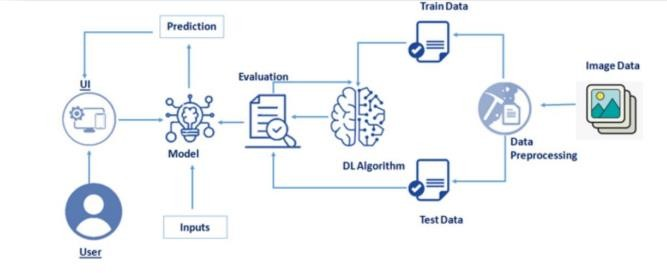 Train Data
Prediction
Image Data
UI
Evaluation
Model
DL Algorithm
Data
Preprocessing
Inputs
Test Data
User